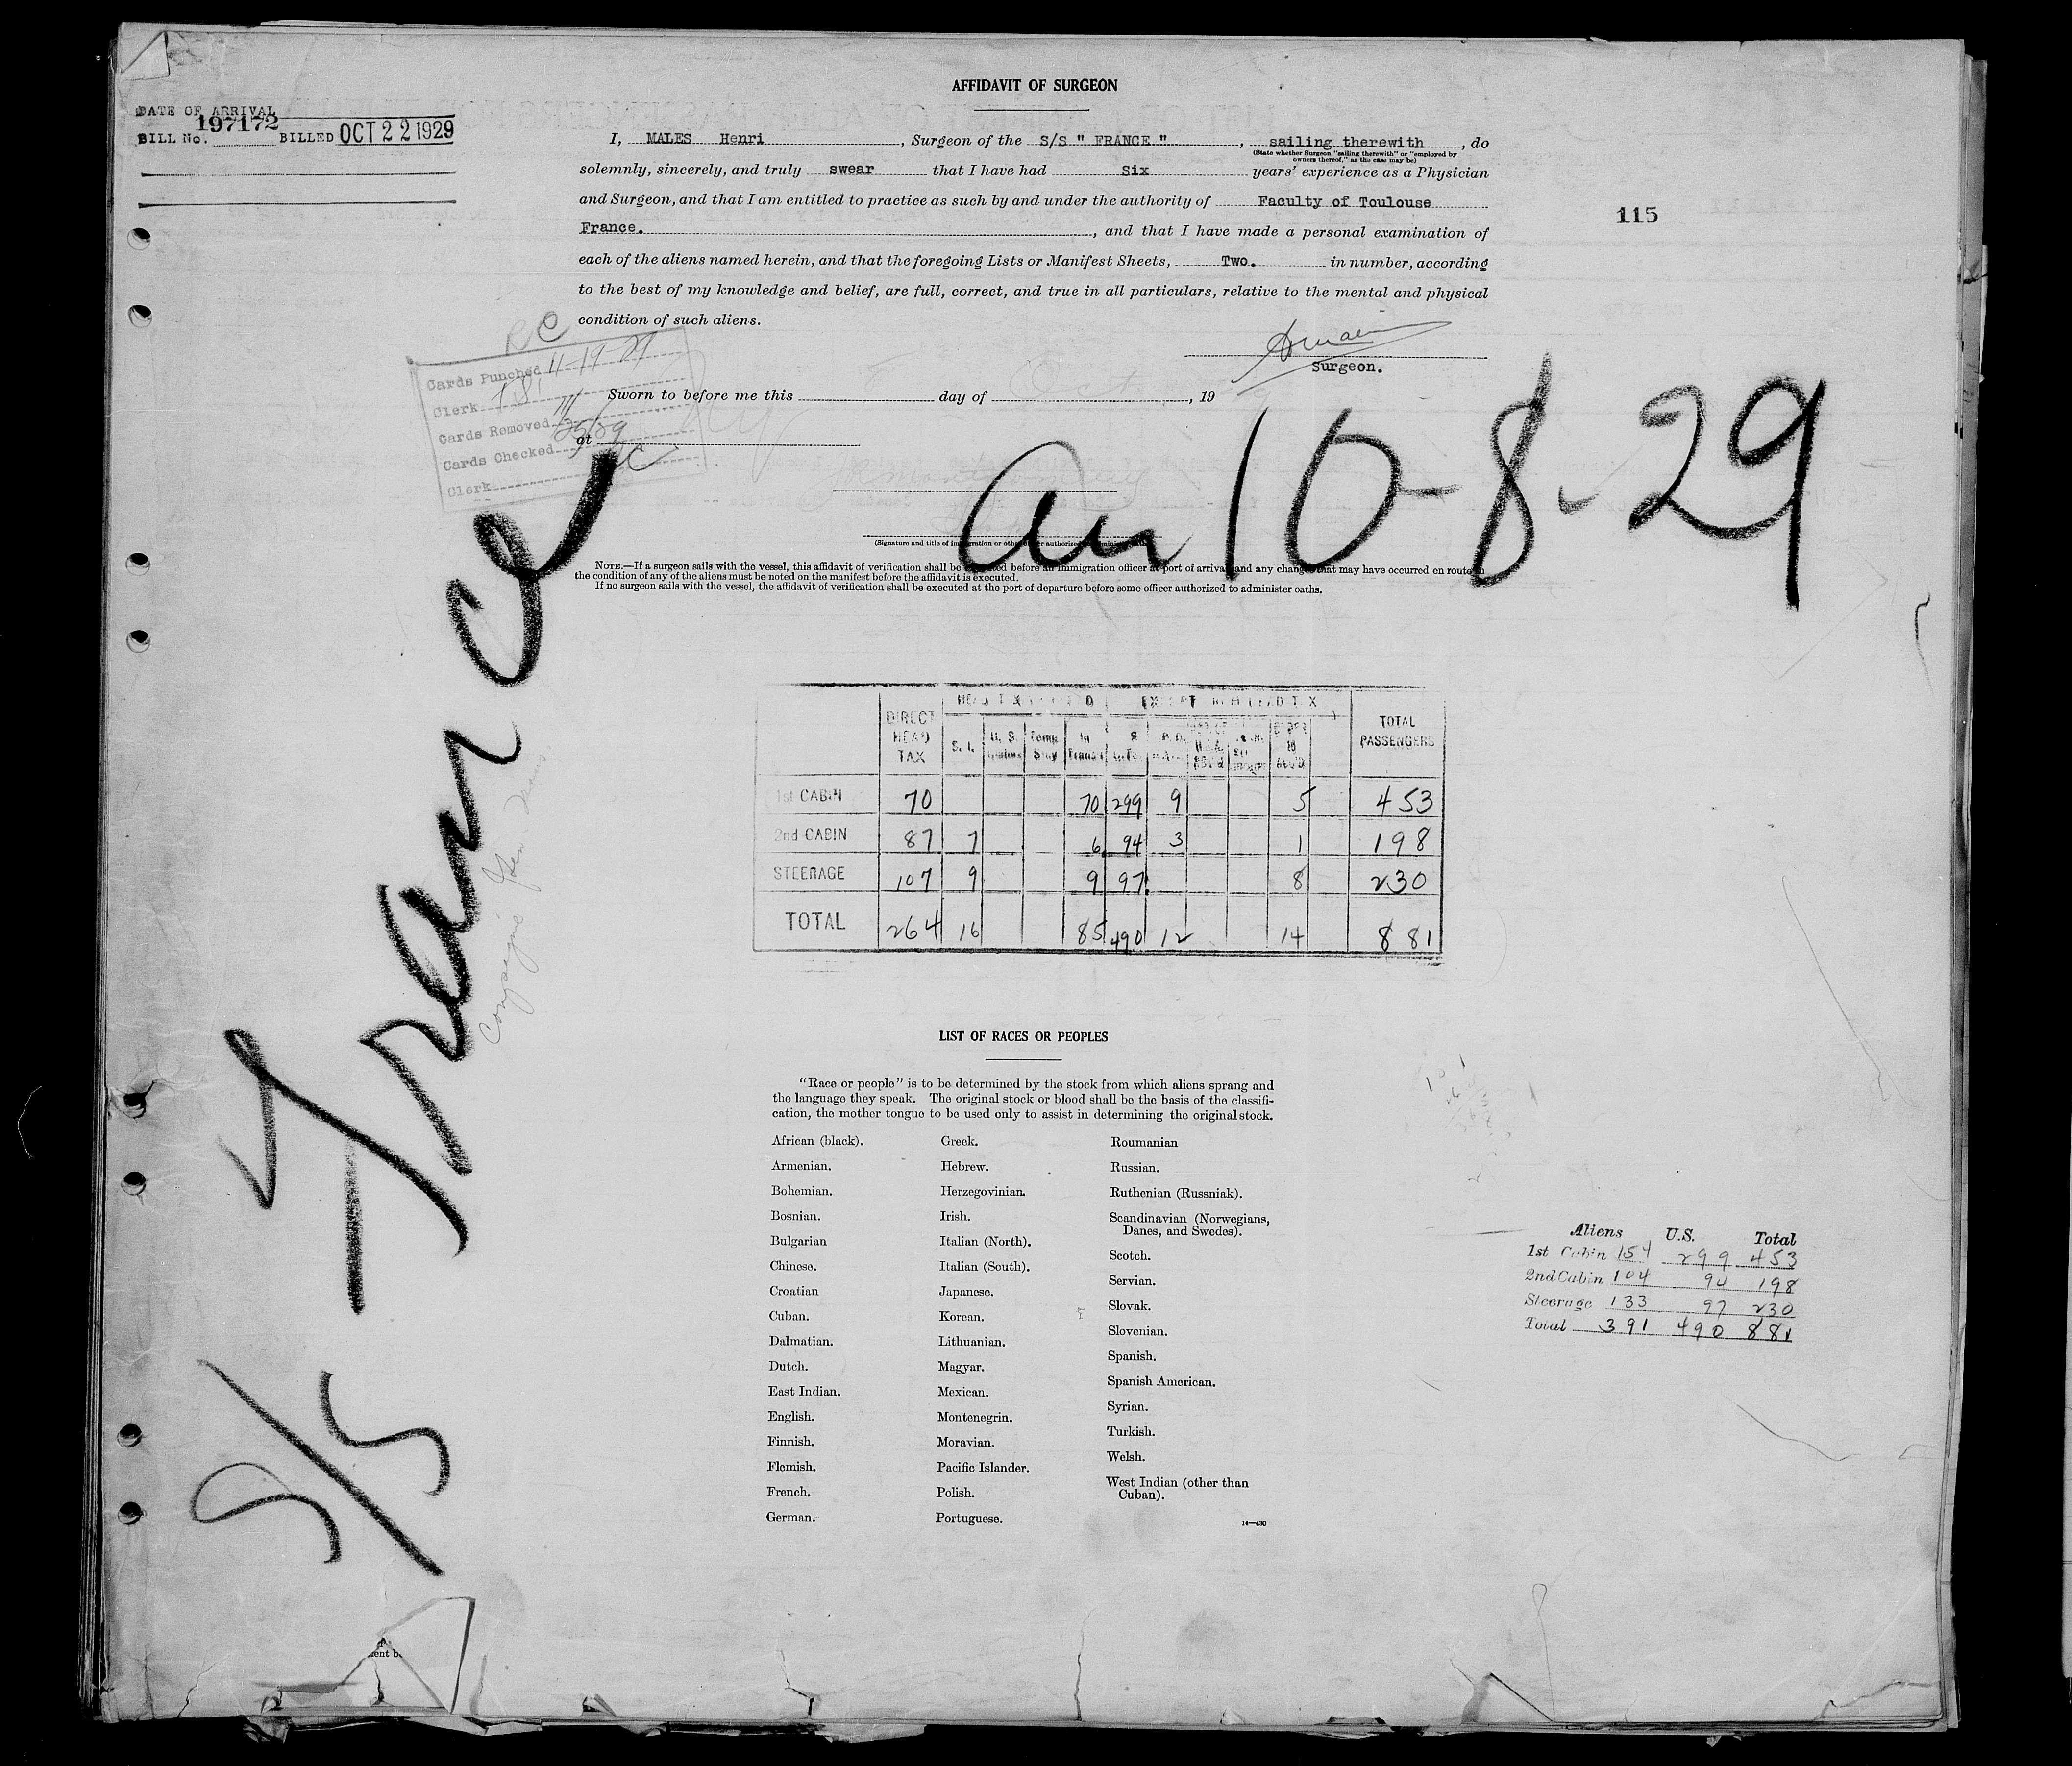 AFFIDAVIT OF SURGEON
DATE OF ARRIVAL
BILL No. 197172 BILLED OCT 22 1929
I, MALES Henri, Surgeon of the S/S " FRANCE ", sailing therewith, do
(State whether Surgeon "sailing therewith" or "employed by
owners thereof," as the case may be)
solemnly, sincerely, and truly swear that I have had Six years' experience as a Physician
and Surgeon, and that I am entitled to practice as such by and under the authority of Faculty of Toulouse
France., and that I have made a personal examination of
115
each of the aliens named herein, and that the foregoing Lists or Manifest Sheets, Two. in number, according
to the best of my knowledge and belief, are full, correct, and true in all particulars, relative to the mental and physical
condition of such aliens.
RC
Surgeon.
Cards Punched 11-19-29
Clerk
Cards Removed
Cards Checked
Clerk
Sworn to before me this day of Oct, 19
at
(Signature and title of immigration or other officer authorized to administer
Arr 10-8-29
NOTE.—If a surgeon sails with the vessel, this affidavit of verification shall be executed before an immigration officer at port of arrival and any changes that may have occurred en route in
the condition of any of the aliens must be noted on the manifest before the affidavit is executed.
If no surgeon sails with the vessel, the affidavit of verification shall be executed at the port of departure before some officer authorized to administer oaths.
S/S France
DIRECT HEAD TAX S. I. U. S. Temp. Stay In Transit TOTAL PASSENGERS
1st CABIN 70 70 299 9 5 453
2nd CABIN 87 7 6 94 3 1 198
STEERAGE 107 9 9 97 8 230
TOTAL 264 16 85 490 12 14 881
LIST OF RACES OR PEOPLES
"Race or people" is to be determined by the stock from which aliens sprang and
the language they speak. The original stock or blood shall be the basis of the classifi-
cation, the mother tongue to be used only to assist in determining the original stock.
African (black).
Armenian.
Bohemian.
Bosnian.
Bulgarian
Chinese.
Croatian
Cuban.
Dalmatian.
Dutch.
East Indian.
English.
Finnish.
Flemish.
French.
German.
Greek.
Hebrew.
Herzegovinian.
Irish.
Italian (North).
Italian (South).
Japanese.
Korean.
Lithuanian.
Magyar.
Mexican.
Montenegrin.
Moravian.
Pacific Islander.
Polish.
Portuguese.
Roumanian
Russian.
Ruthenian (Russniak).
Scandinavian (Norwegians,
Danes, and Swedes).
Scotch.
Servian.
Slovak.
Slovenian.
Spanish.
Spanish American.
Syrian.
Turkish.
Welsh.
West Indian (other than
Cuban).
14—430
Aliens U.S. Total
1st Cabin 154 299 453
2nd Cabin 104 94 198
Steerage 133 97 230
Total 391 490 881